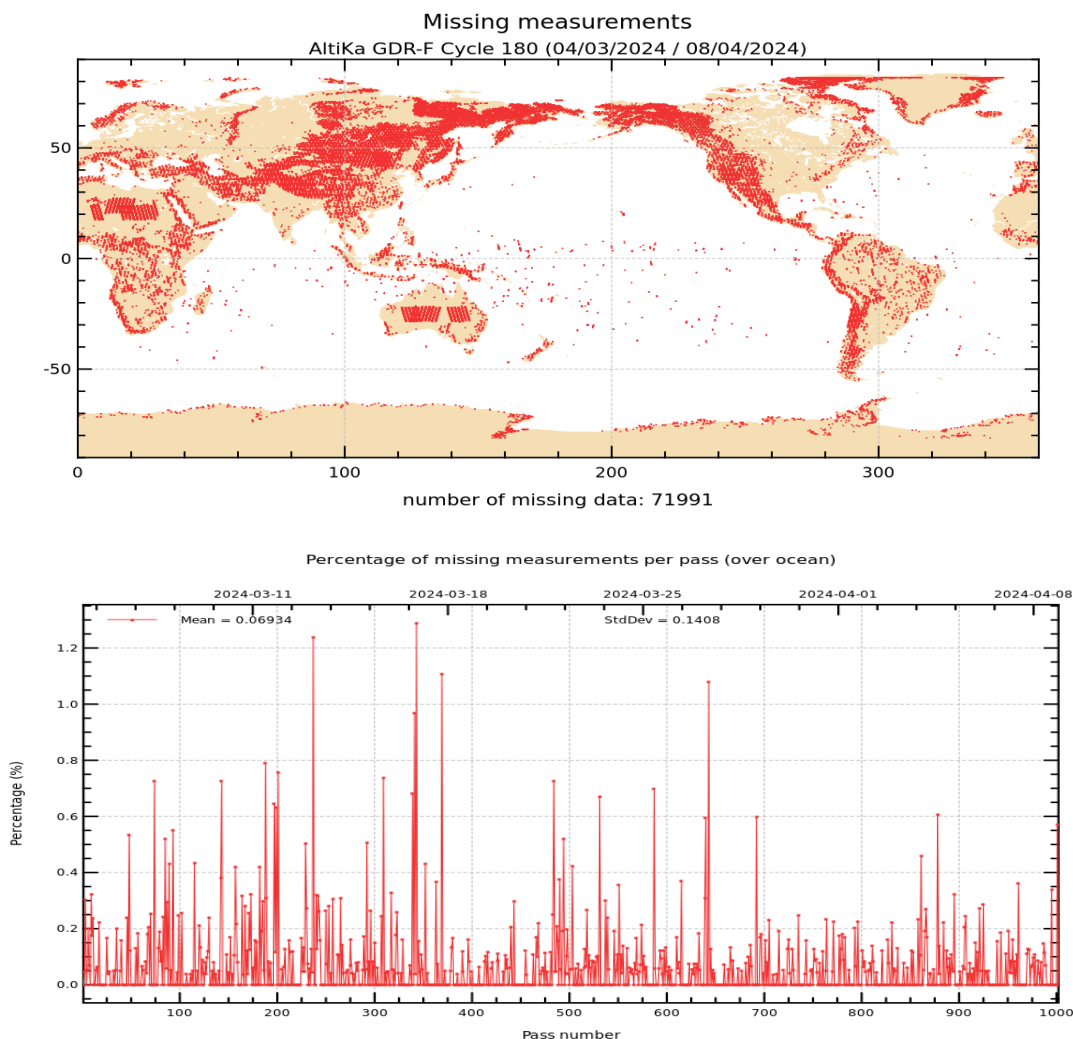 Missing measurements
AltiKa GDR-F Cycle 180 (04/03/2024 / 08/04/2024)
50
0
-50
0 100 200 300
number of missing data: 71991
Percentage of missing measurements per pass (over ocean)
2024-03-11 2024-03-18 2024-03-25 2024-04-01 2024-04-08
Mean = 0.06934 StdDev = 0.1408
1.2
1.0
0.8
0.6
0.4
0.2
0.0
Percentage (%)
100 200 300 400 500 600 700 800 900 1000
Pass number